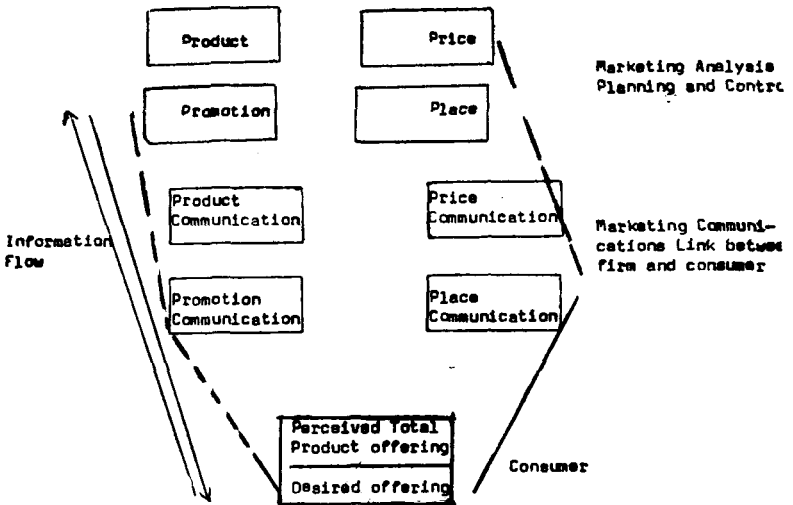 Product
Price
Marketing Analysis
Planning and Contrc
Promotion
Place
Product
Communication
Price
Communication
Information
Flow
Marketing Communi-
cations Link betwee
firm and consumer
Promotion
Communication
Place
Communication
Perceived Total
Product offering
Desired offering
Consumer